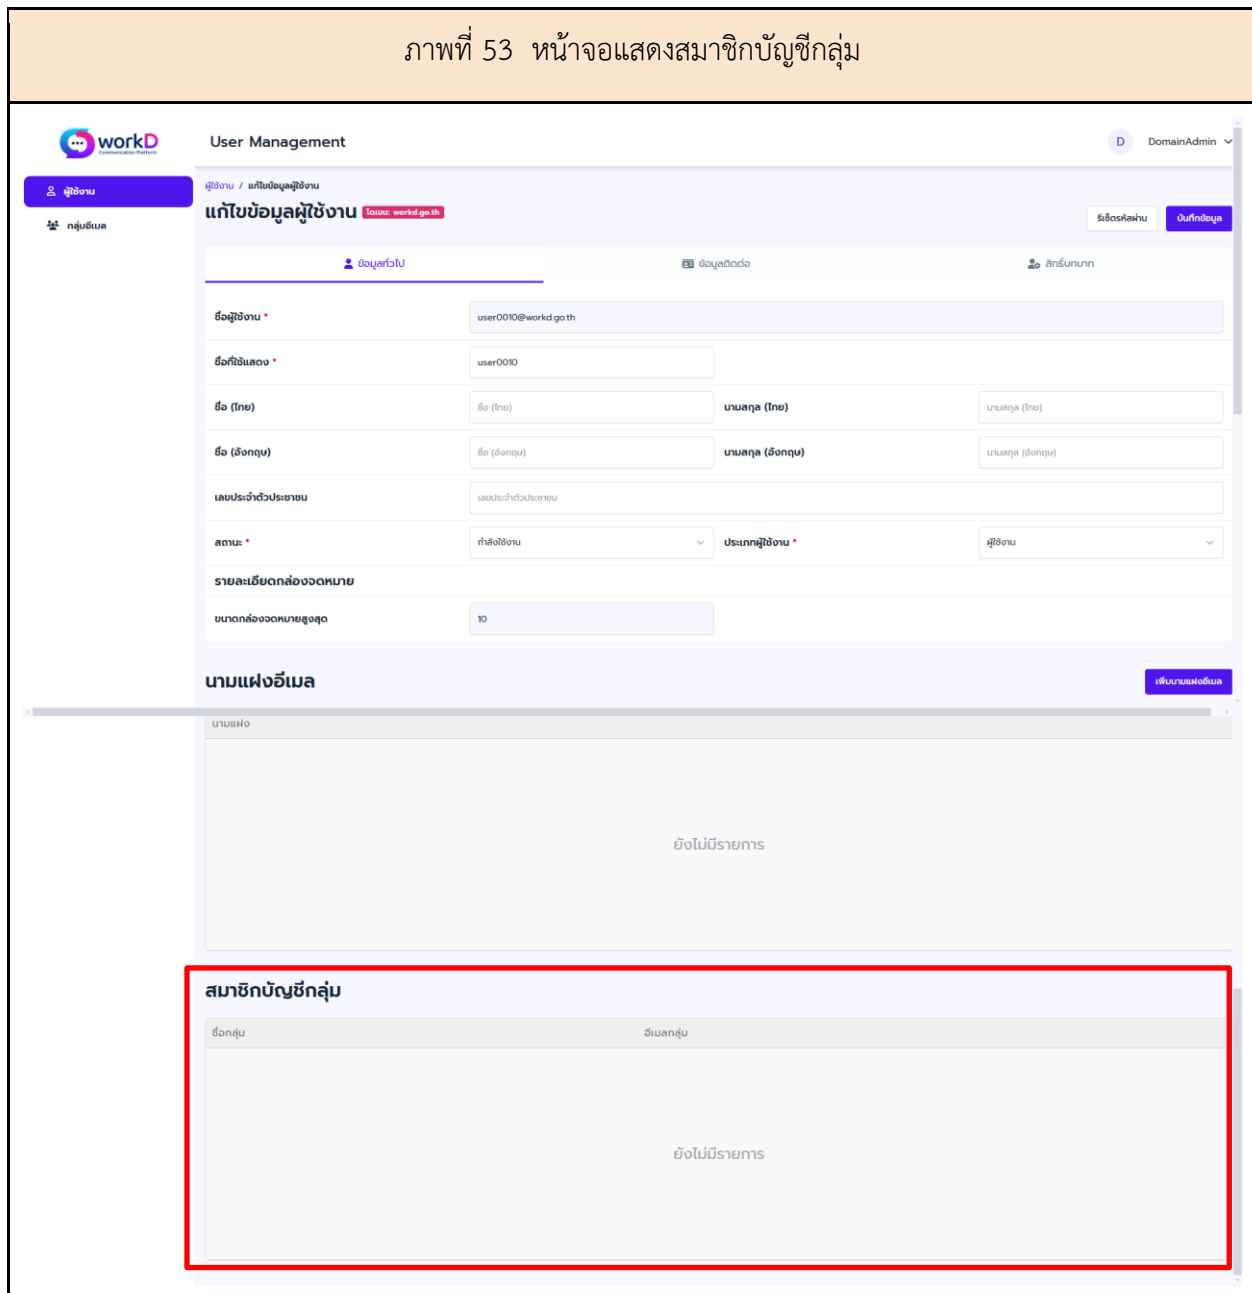 ภาพที่ 53 หน้าจอแสดงสมาชิกบัญชีกลุ่ม
workD
Communication Platform
User Management
D DomainAdmin
ผู้ใช้งาน
กลุ่มอีเมล
ผู้ใช้งาน / แก้ไขข้อมูลผู้ใช้งาน
แก้ไขข้อมูลผู้ใช้งาน โดเมน: workd.go.th
รีเซ็ตรหัสผ่าน บันทึกข้อมูล
ข้อมูลทั่วไป ข้อมูลติดต่อ สิทธิ์บทบาท
ชื่อผู้ใช้งาน * user0010@workd.go.th
ชื่อที่ใช้แสดง * user0010
ชื่อ (ไทย) ชื่อ (ไทย) นามสกุล (ไทย) นามสกุล (ไทย)
ชื่อ (อังกฤษ) ชื่อ (อังกฤษ) นามสกุล (อังกฤษ) นามสกุล (อังกฤษ)
เลขประจำตัวประชาชน เลขประจำตัวประชาชน
สถานะ * กำลังใช้งาน ประเภทผู้ใช้งาน * ผู้ใช้งาน
รายละเอียดกล่องจดหมาย
ขนาดกล่องจดหมายสูงสุด 10
นามแฝงอีเมล เพิ่มนามแฝงอีเมล
นามแฝง
ยังไม่มีรายการ
สมาชิกบัญชีกลุ่ม
ชื่อกลุ่ม อีเมลกลุ่ม
ยังไม่มีรายการ